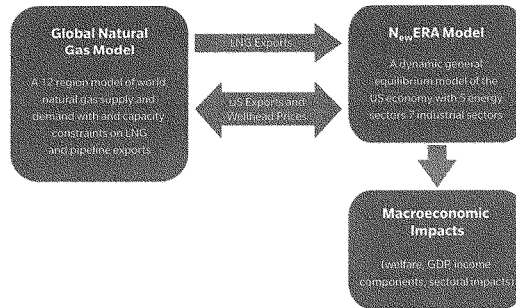 Global Natural
Gas Model
A 12 region model of world
natural gas supply and
demand with and capacity
constraints on LNG
and pipeline exports
LNG Exports
US Exports and
Wellhead Prices
NewERA Model
A dynamic general
equilibrium model of the
US economy with 5 energy
sectors 7 industrial sectors
Macroeconomic
Impacts
(welfare, GDP, income
components, sectoral impacts)